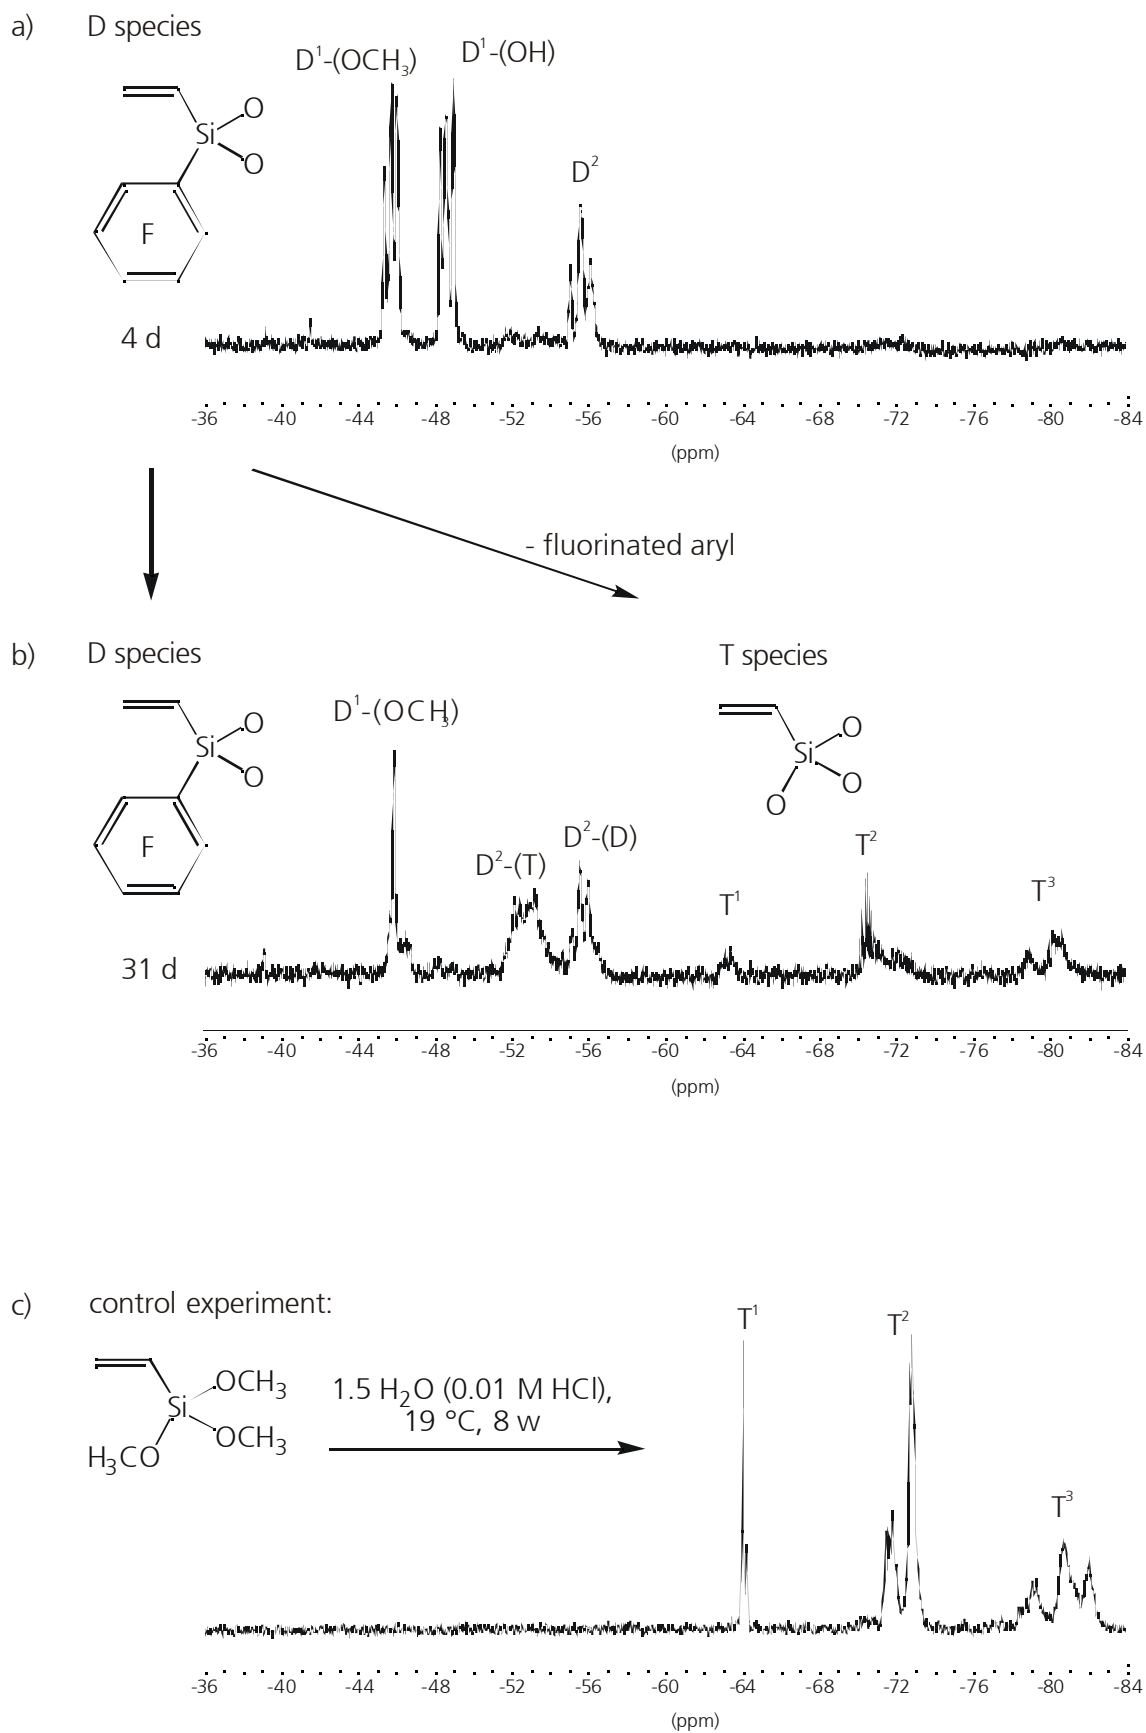 a) D species
D¹-(OCH₃)
D¹-(OH)
D²
Si
O
O
F
4 d
-36 -40 -44 -48 -52 -56 -60 -64 -68 -72 -76 -80 -84
(ppm)
- fluorinated aryl
b) D species
T species
D¹-(OCH₃)
D²-(T)
D²-(D)
T¹
T²
T³
Si
O
O
F
Si
O
O
O
31 d
-36 -40 -44 -48 -52 -56 -60 -64 -68 -72 -76 -80 -84
(ppm)
c) control experiment:
T¹
T²
T³
Si
OCH₃
OCH₃
H₃CO
1.5 H₂O (0.01 M HCl),
19 °C, 8 w
-36 -40 -44 -48 -52 -56 -60 -64 -68 -72 -76 -80 -84
(ppm)